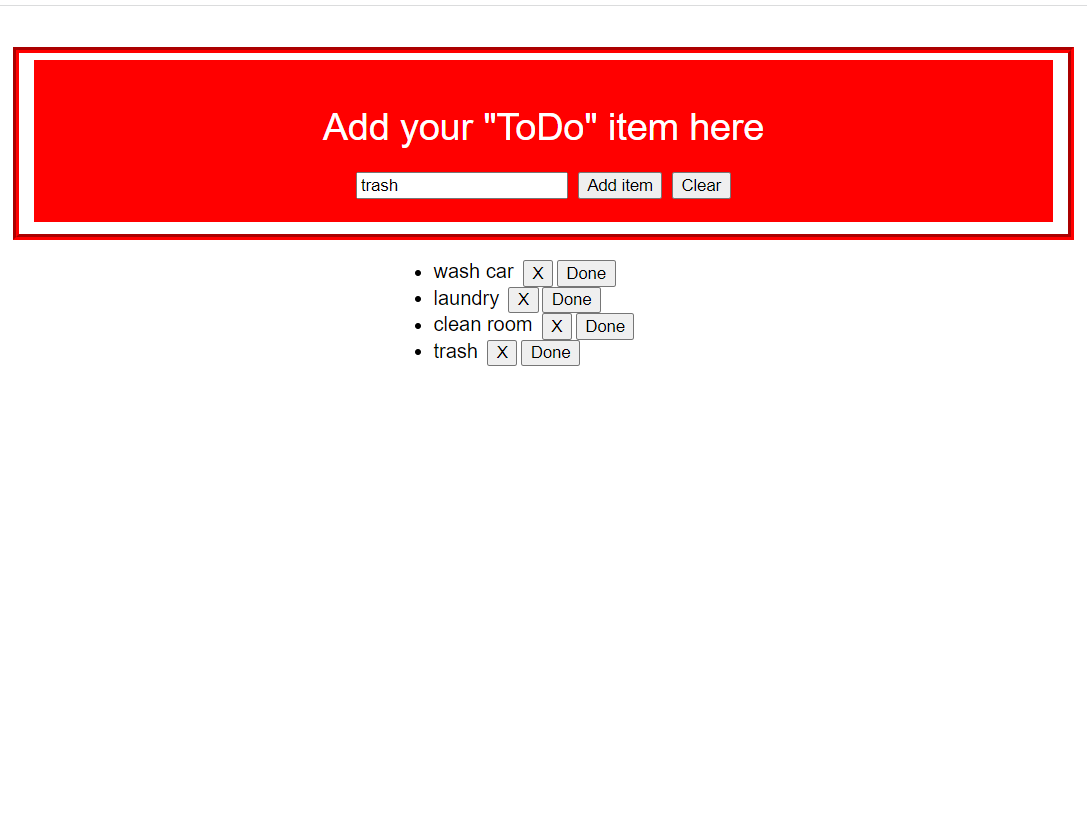 Add your "ToDo" item here
trash Add item Clear
wash car X Done
laundry X Done
clean room X Done
trash X Done